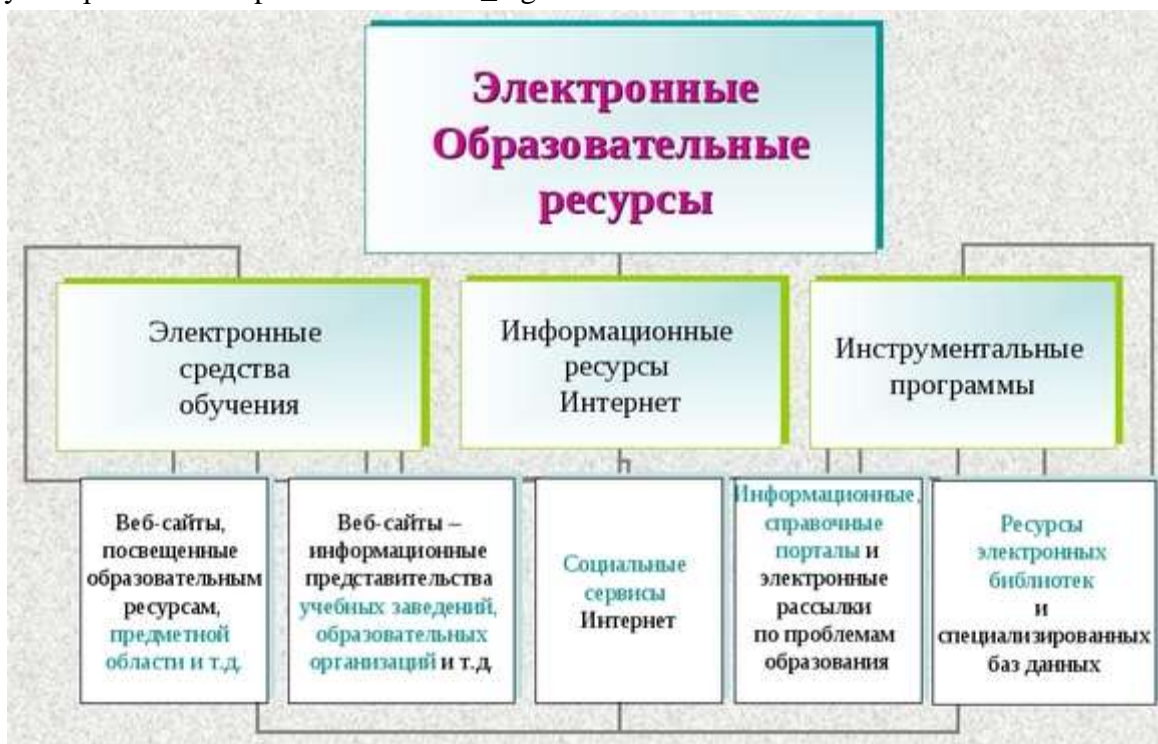 Электронные
Образовательные
ресурсы
Электронные
средства
обучения
Информационные
ресурсы
Интернет
Инструментальные
программы
Веб-сайты,
посвещенные
образовательным
ресурсам,
предметной
области и т.д.
Веб-сайты –
информационные
представительства
учебных заведений,
образовательных
организаций и т.д
Социальные
сервисы
Интернет
Информационные,
справочные
порталы и
электронные
рассылки
по проблемам
образования
Ресурсы
электронных
библиотек
и
специализированных
баз данных